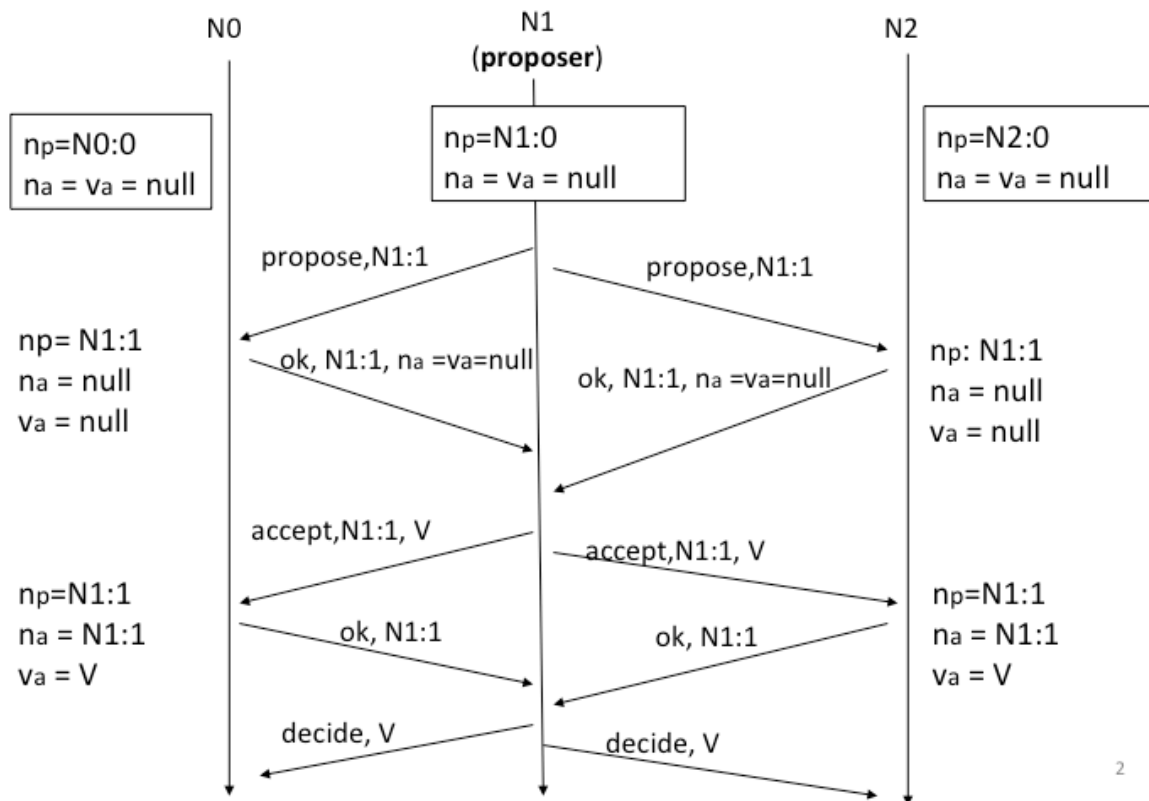 N0
N1
(proposer)
N2
np=N0:0
na = va = null
np=N1:0
na = va = null
np=N2:0
na = va = null
propose,N1:1
propose,N1:1
np= N1:1
na = null
va = null
ok, N1:1, na =va=null
ok, N1:1, na =va=null
np: N1:1
na = null
va = null
accept,N1:1, V
accept,N1:1, V
np=N1:1
na = N1:1
va = V
ok, N1:1
ok, N1:1
np=N1:1
na = N1:1
va = V
decide, V
decide, V
2